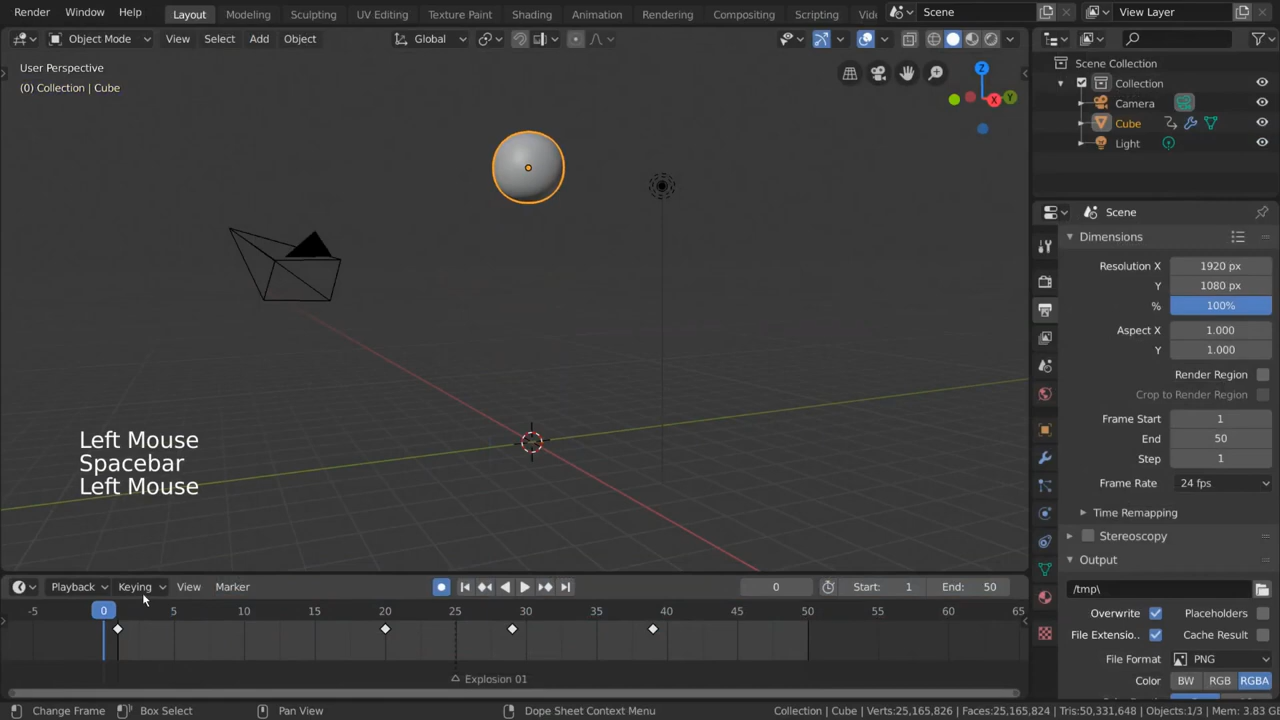 Render Window Help Layout Modeling Sculpting UV Editing Texture Paint Shading Animation Rendering Compositing Scripting Vid Scene View Layer
Object Mode View Select Add Object Global
User Perspective
(0) Collection | Cube
Z
X
Y
Scene Collection
Collection
Camera
Cube
Light
Scene
Dimensions
Resolution X 1920 px
Y 1080 px
% 100%
Aspect X 1.000
Y 1.000
Render Region
Crop to Render Region
Frame Start 1
End 50
Step 1
Frame Rate 24 fps
Time Remapping
Stereoscopy
Output
/tmp\
Overwrite Placeholders
File Extensio.. Cache Result
File Format PNG
Color BW RGB RGBA
Left Mouse
Spacebar
Left Mouse
Playback Keying View Marker 0 Start: 1 End: 50
-5 0 5 10 15 20 25 30 35 40 45 50 55 60 65
Explosion 01
Change Frame Box Select Pan View Dope Sheet Context Menu Collection | Cube | Verts:25,165,826 | Faces:25,165,824 | Tris:50,331,648 | Objects:1/3 | Mem: 3.83 G